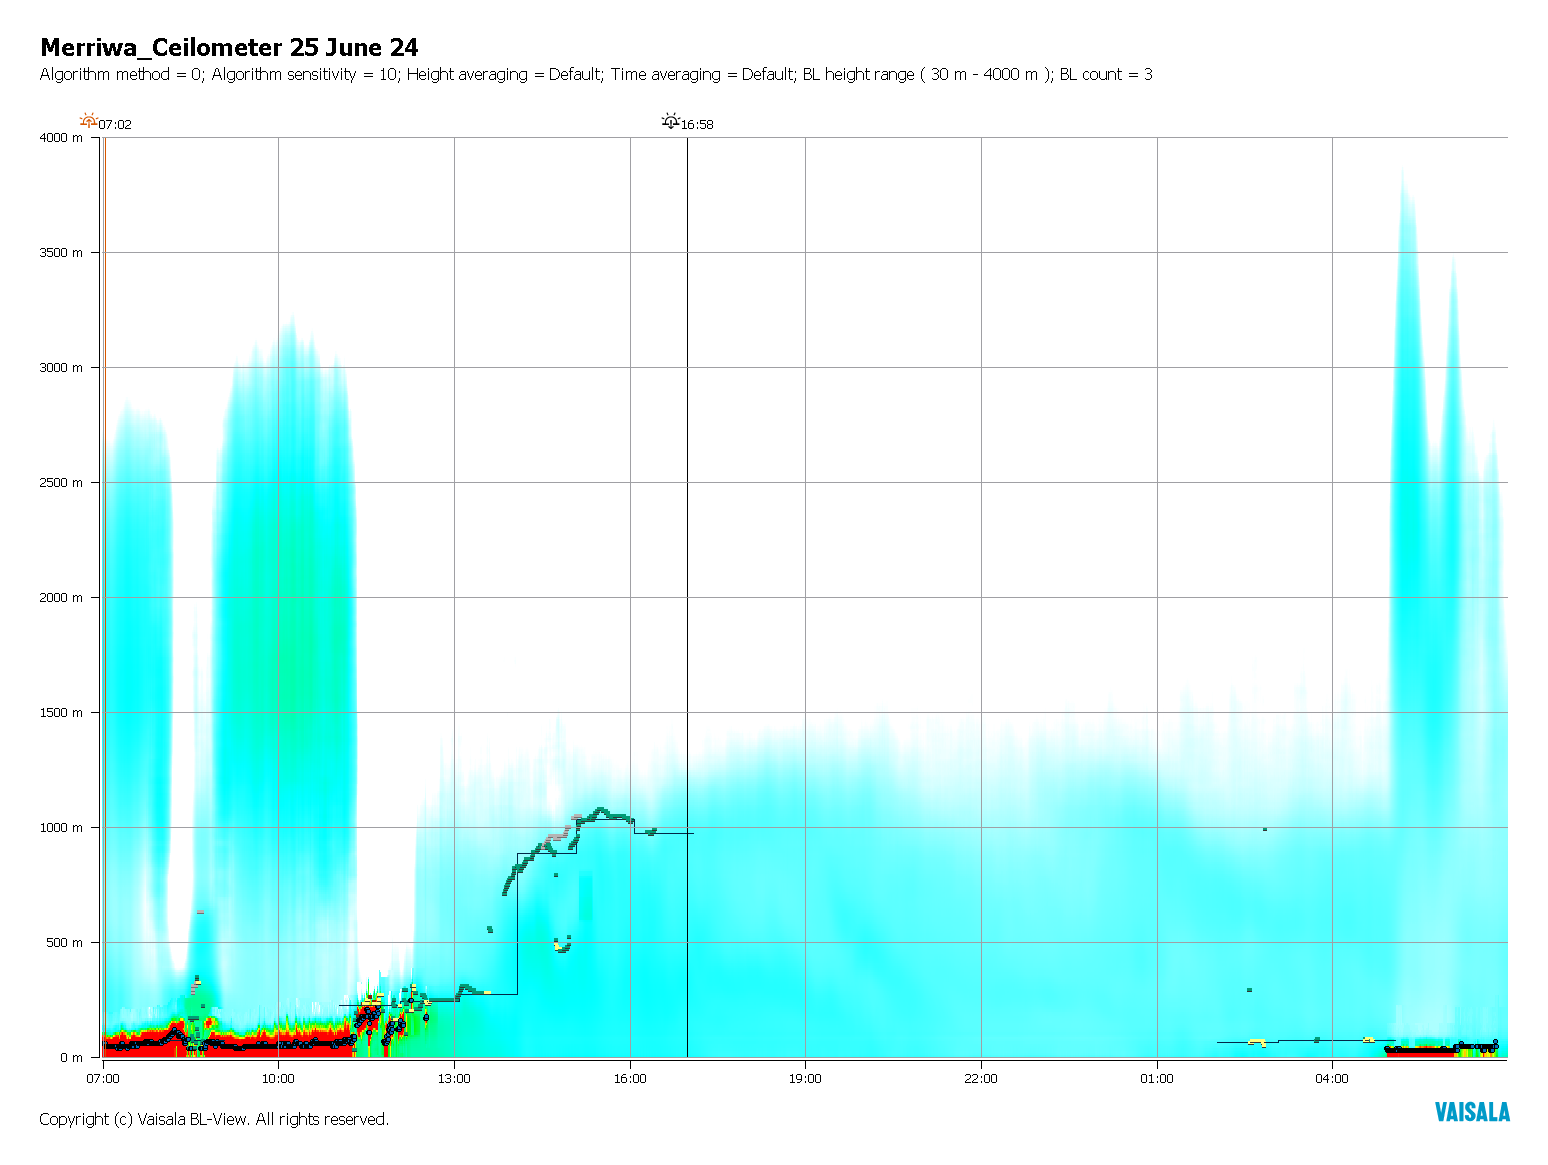 Merriwa_Ceilometer 25 June 24
Algorithm method = 0; Algorithm sensitivity = 10; Height averaging = Default; Time averaging = Default; BL height range ( 30 m - 4000 m ); BL count = 3
07:02 16:58
4000 m
3500 m
3000 m
2500 m
2000 m
1500 m
1000 m
500 m
0 m
07:00 10:00 13:00 16:00 19:00 22:00 01:00 04:00
Copyright (c) Vaisala BL-View. All rights reserved.
VAISALA